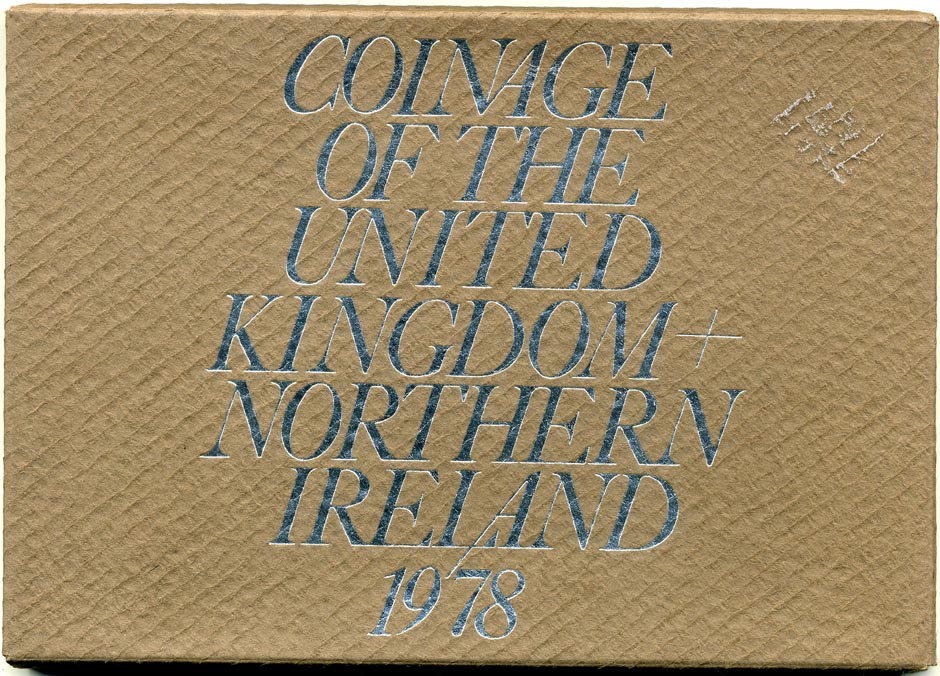 COINAGE
OF THE
UNITED
KINGDOM +
NORTHERN
IRELAND
1978